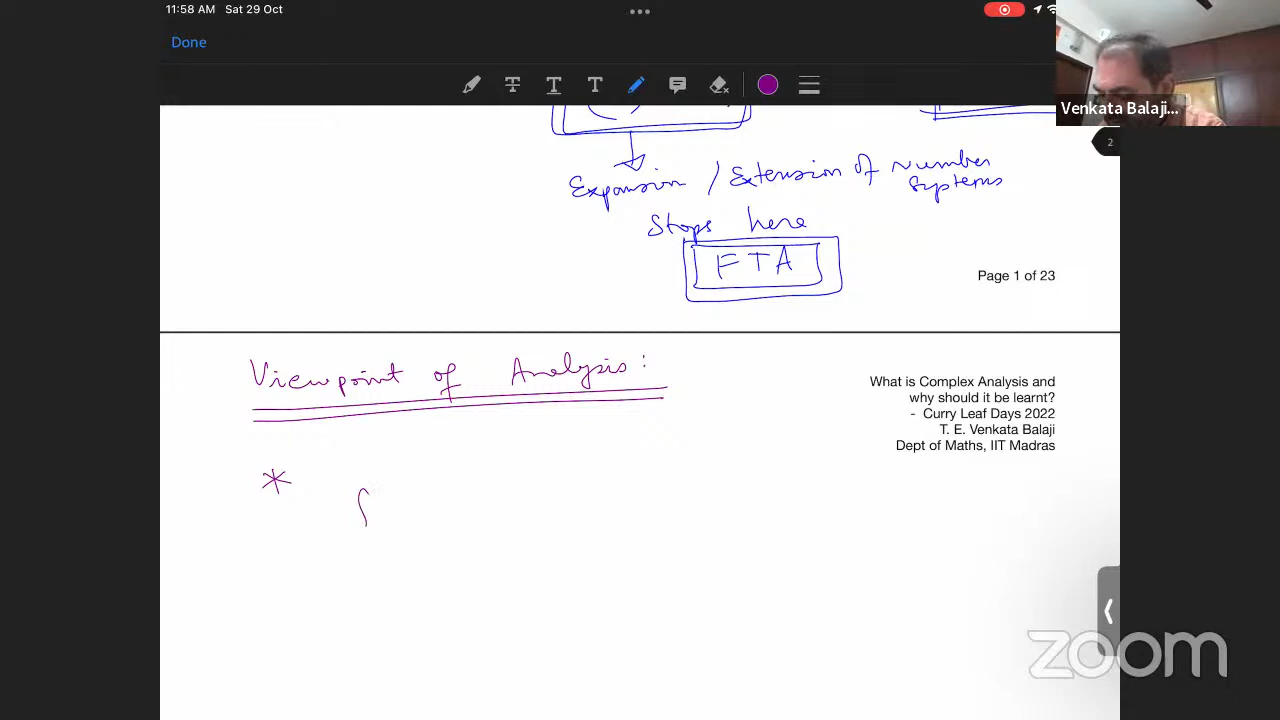 11:58 AM Sat 29 Oct
Done
T T T
Venkata Balaji...
2
Expansion / Extension of Number Systems
Stops here
FTA
Page 1 of 23
Viewpoint of Analysis:
What is Complex Analysis and
why should it be learnt?
- Curry Leaf Days 2022
T. E. Venkata Balaji
Dept of Maths, IIT Madras
*
zoom